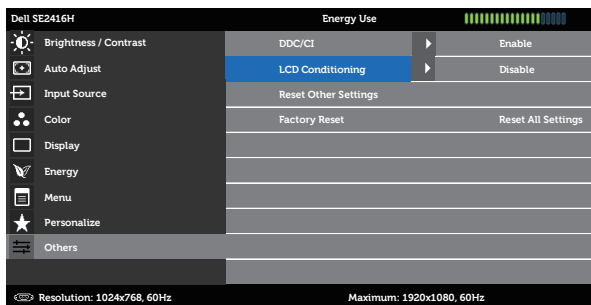 Dell SE2416H Energy Use
Brightness / Contrast DDC/CI Enable
Auto Adjust LCD Conditioning Disable
Input Source Reset Other Settings
Color Factory Reset Reset All Settings
Display
Energy
Menu
Personalize
Others
Resolution: 1024x768, 60Hz Maximum: 1920x1080, 60Hz